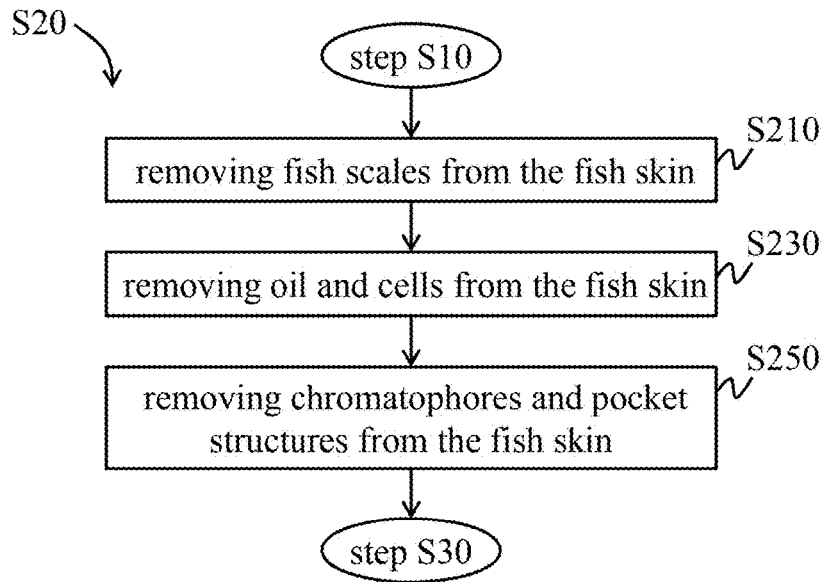 S20
step S10
S210
removing fish scales from the fish skin
S230
removing oil and cells from the fish skin
S250
removing chromatophores and pocket
structures from the fish skin
step S30